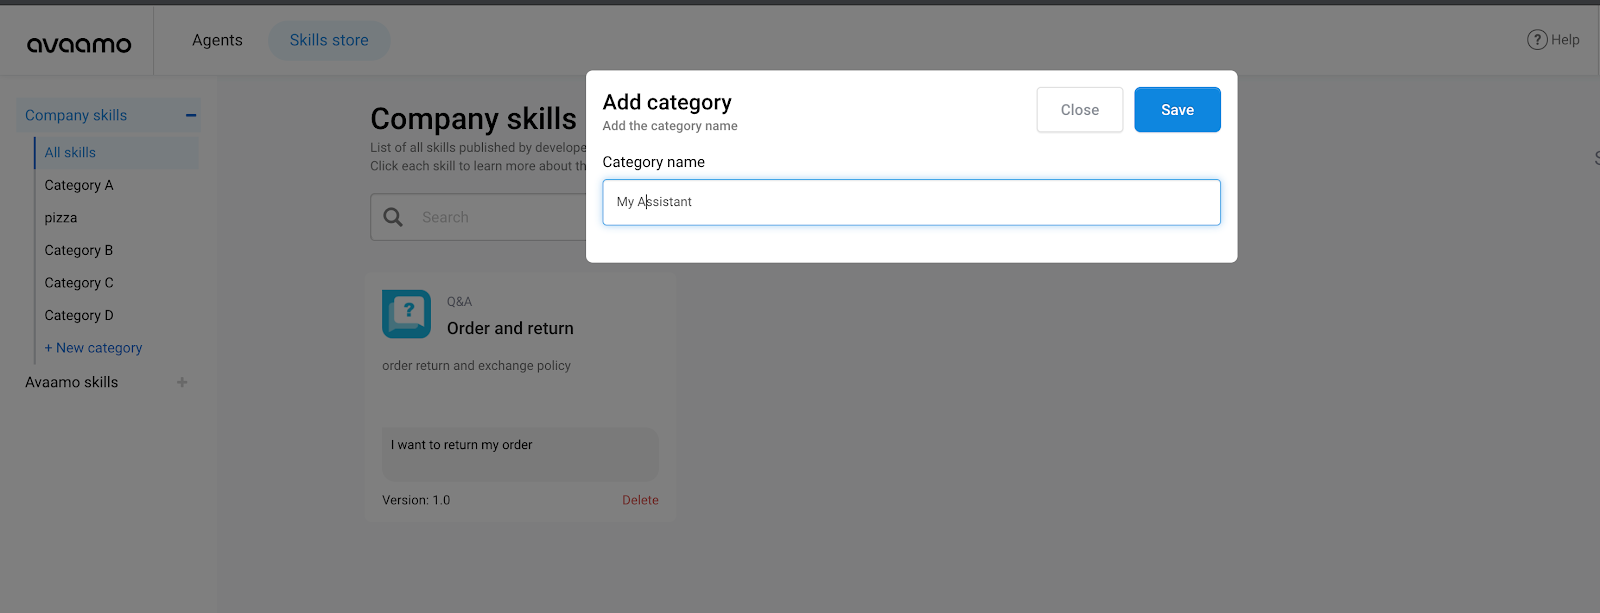 avaamo
Agents
Skills store
? Help
Company skills
All skills
Category A
pizza
Category B
Category C
Category D
+ New category
Avaamo skills
Company skills
List of all skills published by develope
Click each skill to learn more about th
Search
Q&A
Order and return
order return and exchange policy
I want to return my order
Version: 1.0
Delete
Add category
Add the category name
Close
Save
Category name
My Assistant